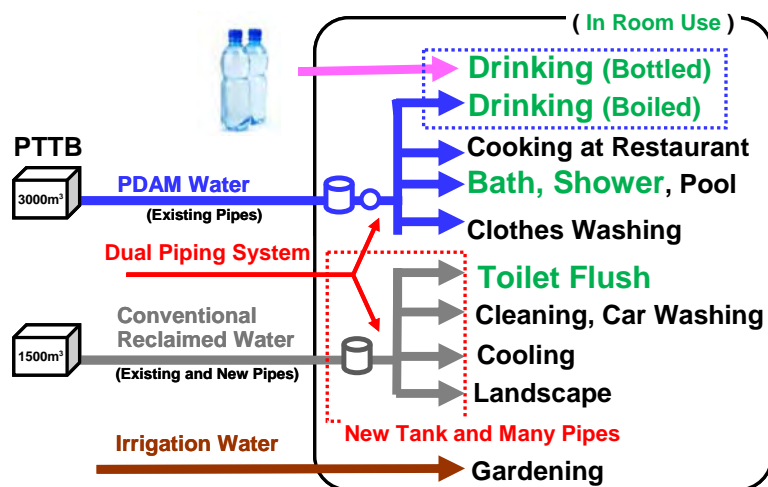 ( In Room Use )
Drinking (Bottled)
Drinking (Boiled)
PTTB
3000m³
PDAM Water
(Existing Pipes)
Cooking at Restaurant
Bath, Shower, Pool
Clothes Washing
Dual Piping System
Toilet Flush
Conventional
Reclaimed Water
1500m³
(Existing and New Pipes)
Cleaning, Car Washing
Cooling
Landscape
New Tank and Many Pipes
Irrigation Water
Gardening